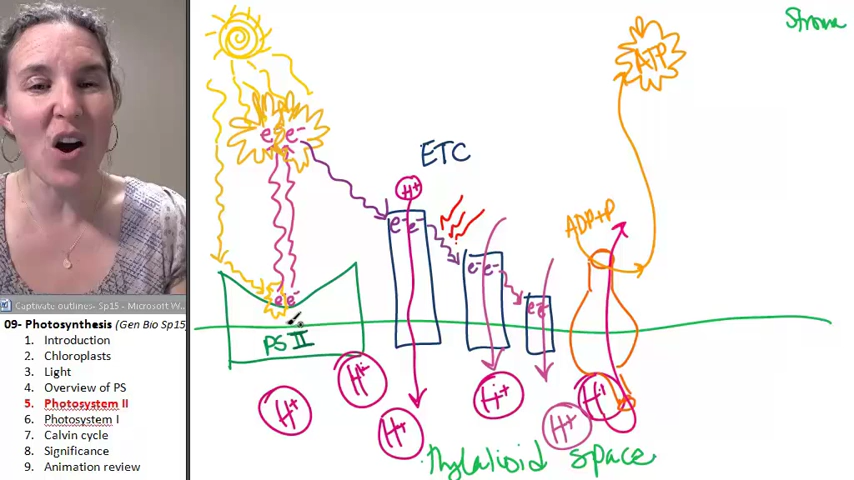 Stroma
ATP
e⁻ e⁻
ETC
H+
e⁻ e⁻
ADP+P
e⁻ e⁻
e⁻ e⁻
e⁻ e⁻
PS II
H+
H+
H+
H+
H+
H+
thylakoid space
Captivate outlines- Sp15 - Microsoft W...
09- Photosynthesis (Gen Bio Sp15)
1. Introduction
2. Chloroplasts
3. Light
4. Overview of PS
5. Photosystem II
6. Photosystem I
7. Calvin cycle
8. Significance
9. Animation review